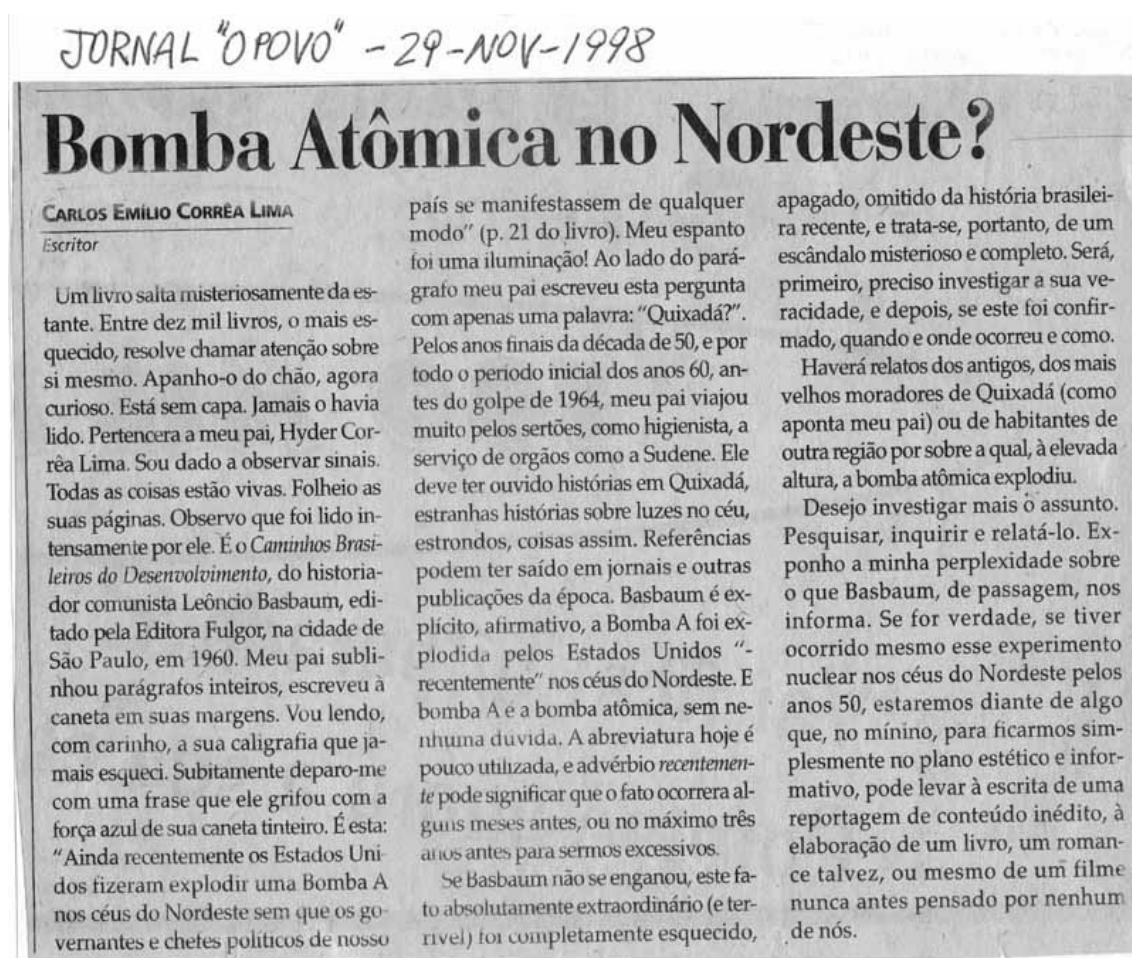 JORNAL "O POVO" - 29-NOV-1998
Bomba Atômica no Nordeste?
CARLOS EMÍLIO CORRÊA LIMA
Escritor
Um livro salta misteriosamente da es-
tante. Entre dez mil livros, o mais es-
quecido, resolve chamar atenção sobre
si mesmo. Apanho-o do chão, agora
curioso. Está sem capa. Jamais o havia
lido. Pertencera a meu pai, Hyder Cor-
rêa Lima. Sou dado a observar sinais.
Todas as coisas estão vivas. Folheio as
suas páginas. Observo que foi lido in-
tensamente por ele. É o Caminhos Brasi-
leiros do Desenvolvimento, do historia-
dor comunista Leôncio Basbaum, edi-
tado pela Editora Fulgor, na cidade de
São Paulo, em 1960. Meu pai subli-
nhou parágrafos inteiros, escreveu à
caneta em suas margens. Vou lendo,
com carinho, a sua caligrafia que ja-
mais esqueci. Subitamente deparo-me
com uma frase que ele grifou com a
força azul de sua caneta tinteiro. É esta:
"Ainda recentemente os Estados Uni-
dos fizeram explodir uma Bomba A
nos céus do Nordeste sem que os go-
vernantes e chefes políticos de nosso
país se manifestassem de qualquer
modo" (p. 21 do livro). Meu espanto
foi uma iluminação! Ao lado do pará-
grafo meu pai escreveu esta pergunta
com apenas uma palavra: "Quixadá?".
Pelos anos finais da década de 50, e por
todo o período inicial dos anos 60, an-
tes do golpe de 1964, meu pai viajou
muito pelos sertões, como higienista, a
serviço de orgãos como a Sudene. Ele
deve ter ouvido histórias em Quixadá,
estranhas histórias sobre luzes no céu,
estrondos, coisas assim. Referências
podem ter saído em jornais e outras
publicações da época. Basbaum é ex-
plícito, afirmativo, a Bomba A foi ex-
plodida pelos Estados Unidos "-
recentemente" nos céus do Nordeste. E
bomba A é a bomba atômica, sem ne-
nhuma dúvida. A abreviatura hoje é
pouco utilizada, e advérbio recentemen-
te pode significar que o fato ocorrera al-
guns meses antes, ou no máximo três
anos antes para sermos excessivos.
Se Basbaum não se enganou, este fa-
to absolutamente extraordinário (e ter-
rível) foi completamente esquecido,
apagado, omitido da história brasilei-
ra recente, e trata-se, portanto, de um
escândalo misterioso e completo. Será,
primeiro, preciso investigar a sua ve-
racidade, e depois, se este foi confir-
mado, quando e onde ocorreu e como.
Haverá relatos dos antigos, dos mais
velhos moradores de Quixadá (como
aponta meu pai) ou de habitantes de
outra região por sobre a qual, à elevada
altura, a bomba atômica explodiu.
Desejo investigar mais o assunto.
Pesquisar, inquirir e relatá-lo. Ex-
ponho a minha perplexidade sobre
o que Basbaum, de passagem, nos
informa. Se for verdade, se tiver
ocorrido mesmo esse experimento
nuclear nos céus do Nordeste pelos
anos 50, estaremos diante de algo
que, no mínino, para ficarmos sim-
plesmente no plano estético e infor-
mativo, pode levar à escrita de uma
reportagem de conteúdo inédito, à
elaboração de um livro, um roman-
ce talvez, ou mesmo de um filme
nunca antes pensado por nenhum
de nós.